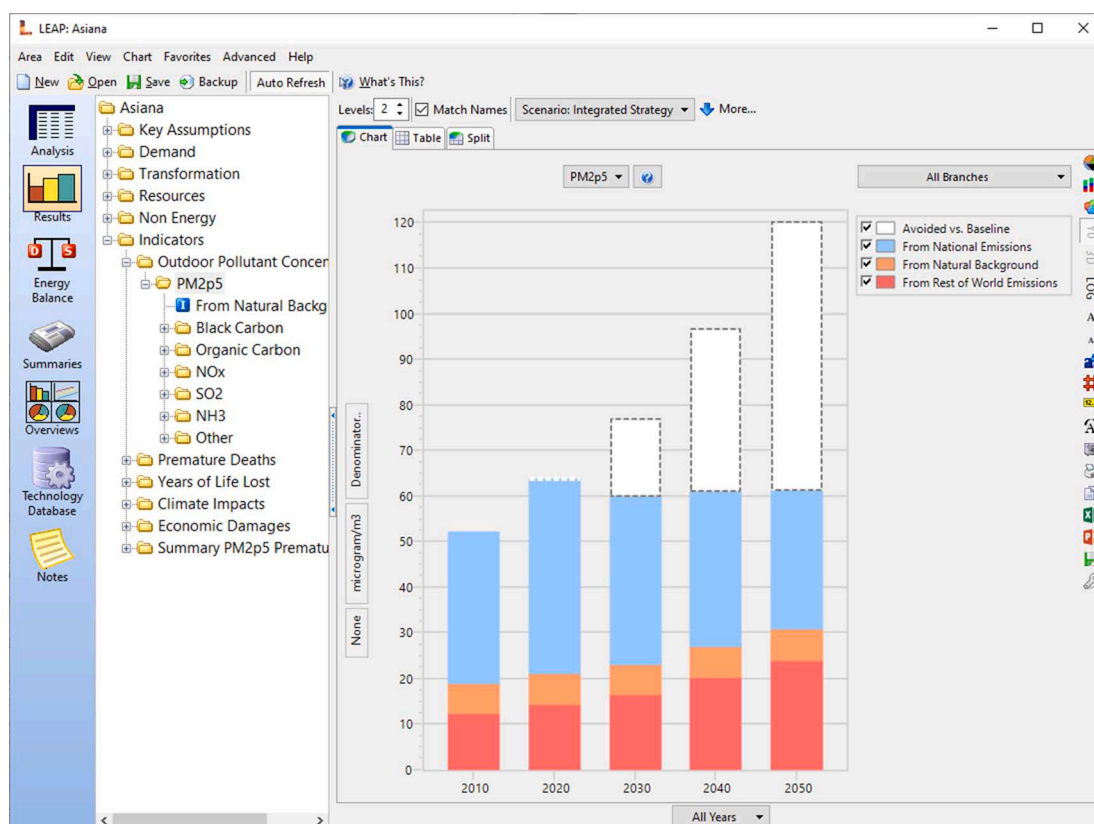 LEAP: Asiana
Area Edit View Chart Favorites Advanced Help
New Open Save Backup Auto Refresh What's This?
Analysis
Results
Energy
Balance
Summaries
Overviews
Technology
Database
Notes
Asiana
Key Assumptions
Demand
Transformation
Resources
Non Energy
Indicators
Outdoor Pollutant Concen
PM2p5
From Natural Backg
Black Carbon
Organic Carbon
NOx
SO2
NH3
Other
Premature Deaths
Years of Life Lost
Climate Impacts
Economic Damages
Summary PM2p5 Prematu
Levels: 2 Match Names Scenario: Integrated Strategy More...
Chart Table Split
PM2p5
All Branches
Avoided vs. Baseline
From National Emissions
From Natural Background
From Rest of World Emissions
Denominator..
microgram/m3
None
120
110
100
90
80
70
60
50
40
30
20
10
0
2010 2020 2030 2040 2050
All Years
LOG